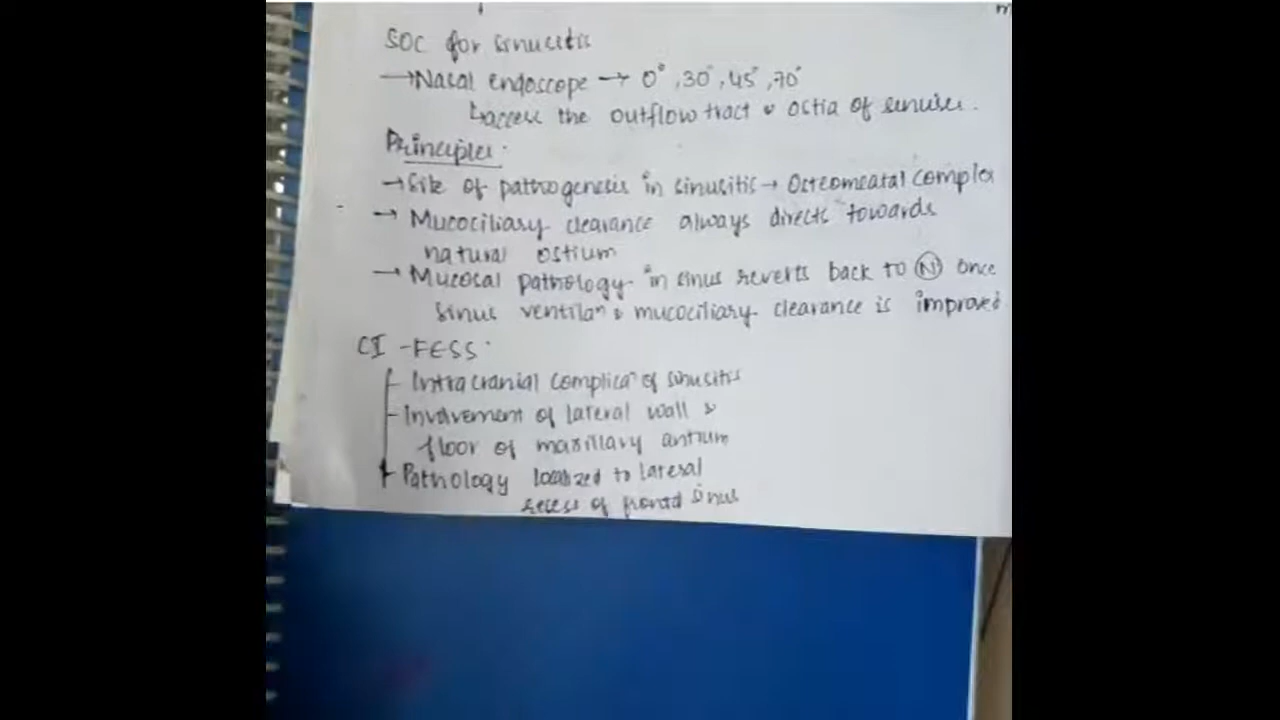 SOC for sinusitis
→ Nasal endoscope → 0°, 30°, 45°, 70°
↳ access the outflow tract & ostia of sinuses.
Principles.
→ Site of pathogenesis in sinusitis → Osteomeatal complex
→ Mucociliary clearance always directs towards
natural ostium
→ Mucosal pathology in sinus reverts back to Ⓝ once
sinus ventilaⁿ & mucociliary clearance is improved
CI - FESS
- Intracranial complicaⁿ of sinusitis
- Involvement of lateral wall &
floor of maxillary antrum
- Pathology localized to lateral
recess of frontal sinus